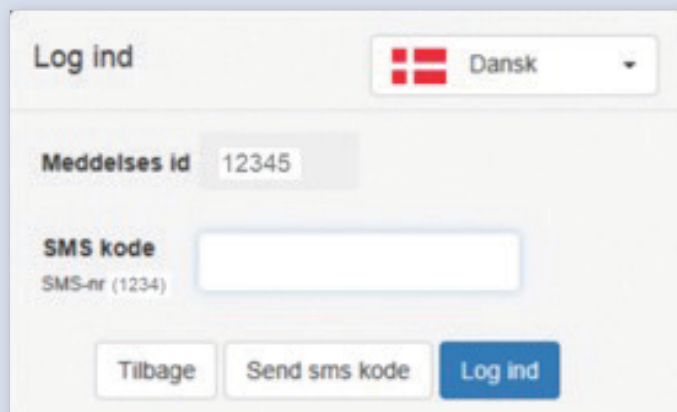 Log ind
Dansk
Meddelses id 12345
SMS kode
SMS-nr (1234)
Tilbage Send sms kode Log ind